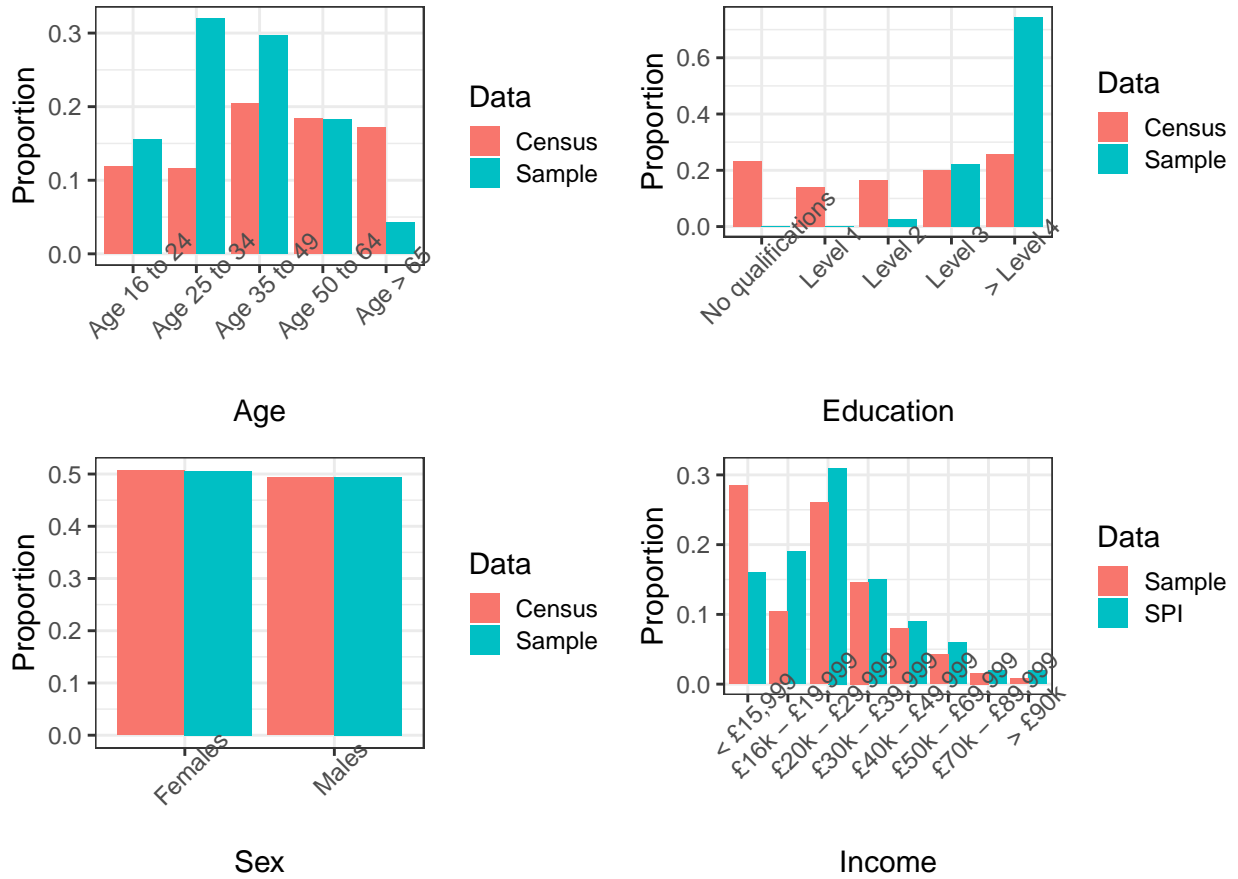 0.3
0.2
0.1
0.0
Proportion
Age 16 to 24
Age 25 to 34
Age 35 to 49
Age 50 to 64
Age > 65
Age
Data
Census
Sample
0.6
0.4
0.2
0.0
Proportion
No qualifications
Level 1
Level 2
Level 3
> Level 4
Education
Data
Census
Sample
0.5
0.4
0.3
0.2
0.1
0.0
Proportion
Females
Males
Sex
Data
Census
Sample
0.3
0.2
0.1
0.0
Proportion
< £15,999
£16k – £19,999
£20k – £29,999
£30k – £39,999
£40k – £49,999
£50k – £69,999
£70k – £89,999
> £90k
Income
Data
Sample
SPI